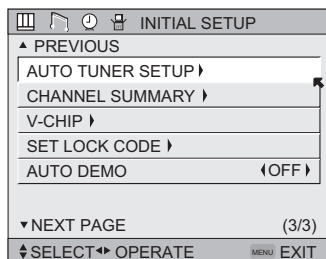 INITIAL SETUP
▲ PREVIOUS
AUTO TUNER SETUP
CHANNEL SUMMARY
V-CHIP
SET LOCK CODE
AUTO DEMO OFF
▼NEXT PAGE (3/3)
SELECT OPERATE MENU EXIT